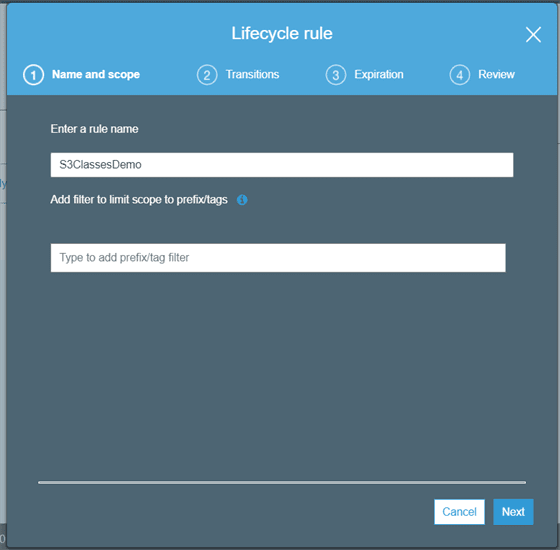 Lifecycle rule
1 Name and scope 2 Transitions 3 Expiration 4 Review
Enter a rule name
S3ClassesDemo
Add filter to limit scope to prefix/tags
Type to add prefix/tag filter
Cancel Next